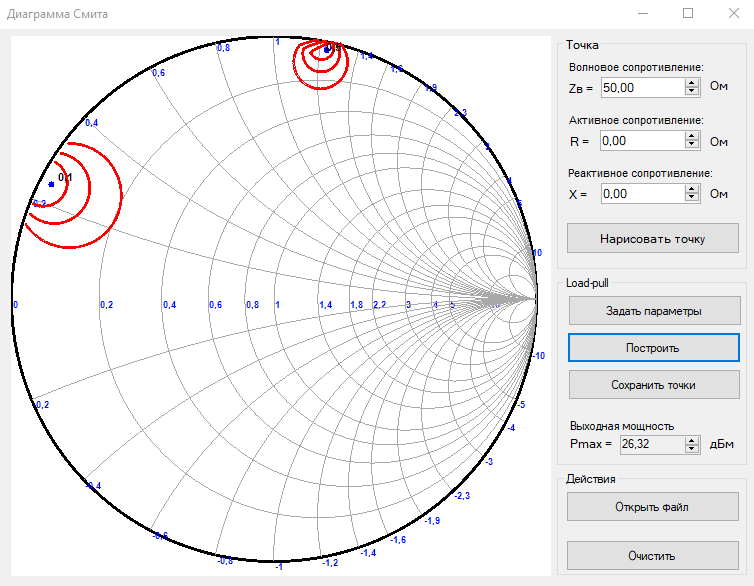 Диаграмма Смита
Точка
Волновое сопротивление:
Zв = 50,00 Ом
Активное сопротивление:
R = 0,00 Ом
Реактивное сопротивление:
X = 0,00 Ом
Нарисовать точку
Load-pull
Задать параметры
Построить
Сохранить точки
Выходная мощность
Pmax = 26,32 дБм
Действия
Открыть файл
Очистить
0,8
1
1,4
0,6
1,6
1,9
0,4
2,3
3
0,1
4
0,2
5
10
0
0,2
0,4
0,6
0,8
1
1,4
1,8
2,2
3
4
5
-10
-0,2
-5
-4
-3
-0,4
-2,3
-1,9
-0,6
-1,6
-1,4
-0,8
-1
-1,2